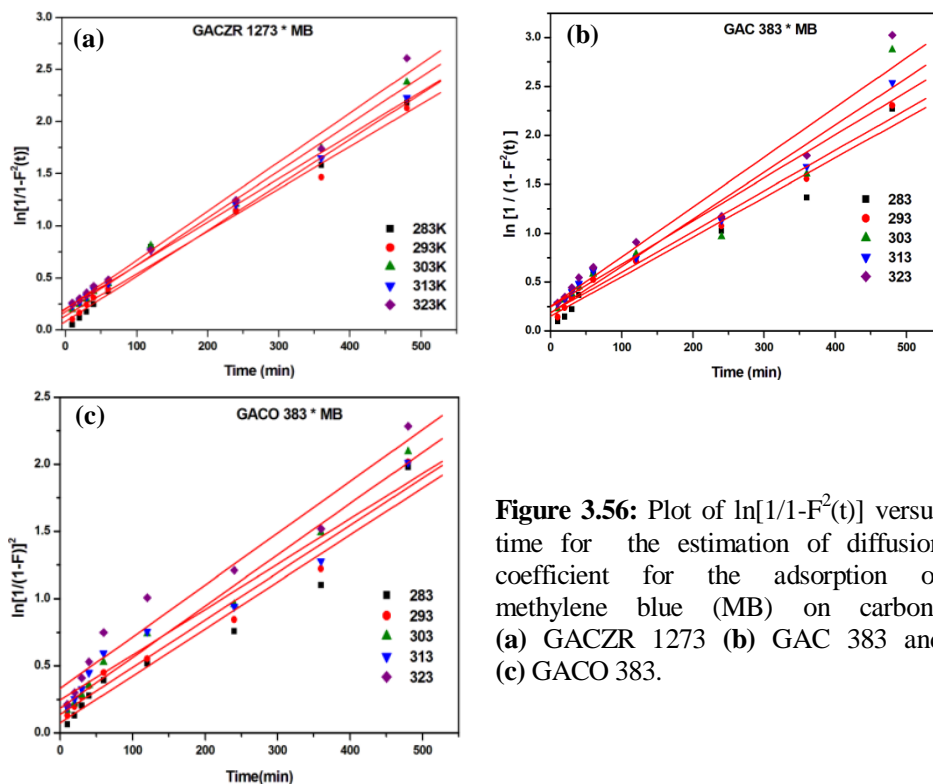 (a)
GACZR 1273 * MB
ln[1/1-F²(t)]
3.0
2.5
2.0
1.5
1.0
0.5
0.0
283K
293K
303K
313K
323K
0 100 200 300 400 500
Time (min)
(b)
GAC 383 * MB
ln [1 / (1- F²(t) ]
3.0
2.5
2.0
1.5
1.0
0.5
0.0
283
293
303
313
323
0 100 200 300 400 500
Time (min)
(c)
GACO 383 * MB
ln[1/(1-F)]²
2.5
2.0
1.5
1.0
0.5
0.0
283
293
303
313
323
0 100 200 300 400 500
Time(min)
Figure 3.56: Plot of ln[1/1-F²(t)] versu
time for the estimation of diffusion
coefficient for the adsorption o
methylene blue (MB) on carbon
(a) GACZR 1273 (b) GAC 383 and
(c) GACO 383.